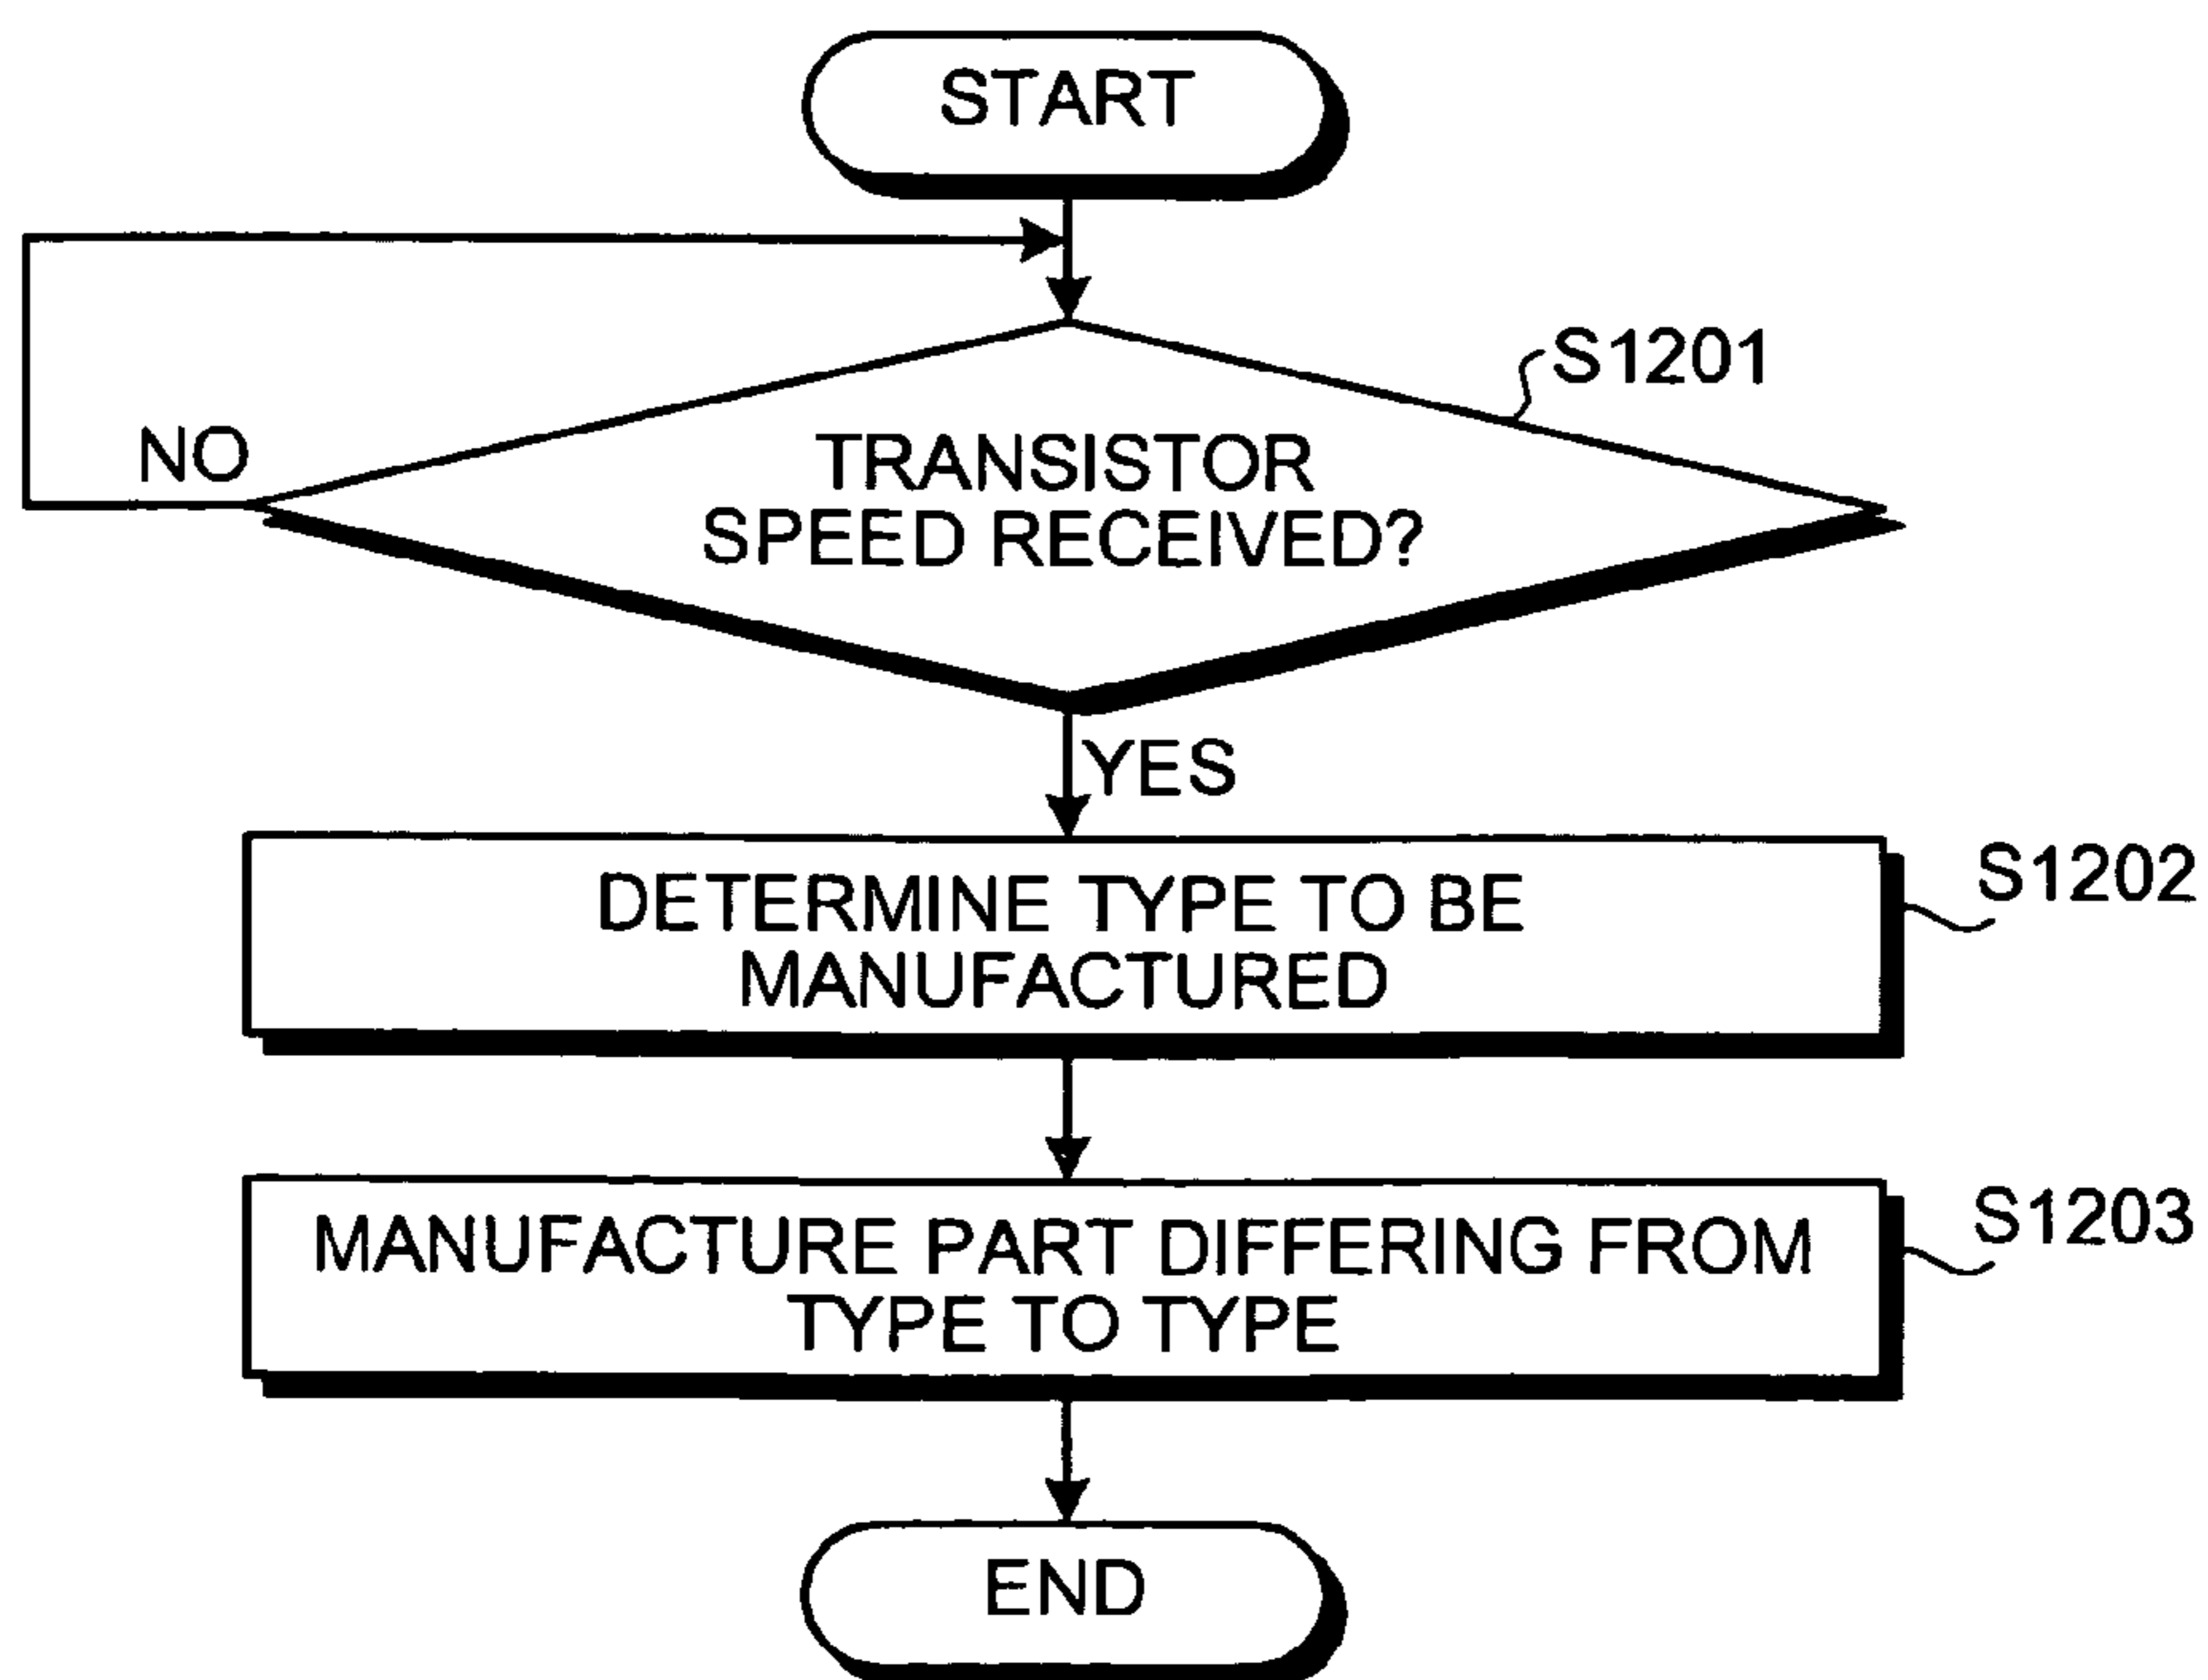 START
S1201
NO
TRANSISTOR
SPEED RECEIVED?
YES
S1202
DETERMINE TYPE TO BE
MANUFACTURED
S1203
MANUFACTURE PART DIFFERING FROM
TYPE TO TYPE
END